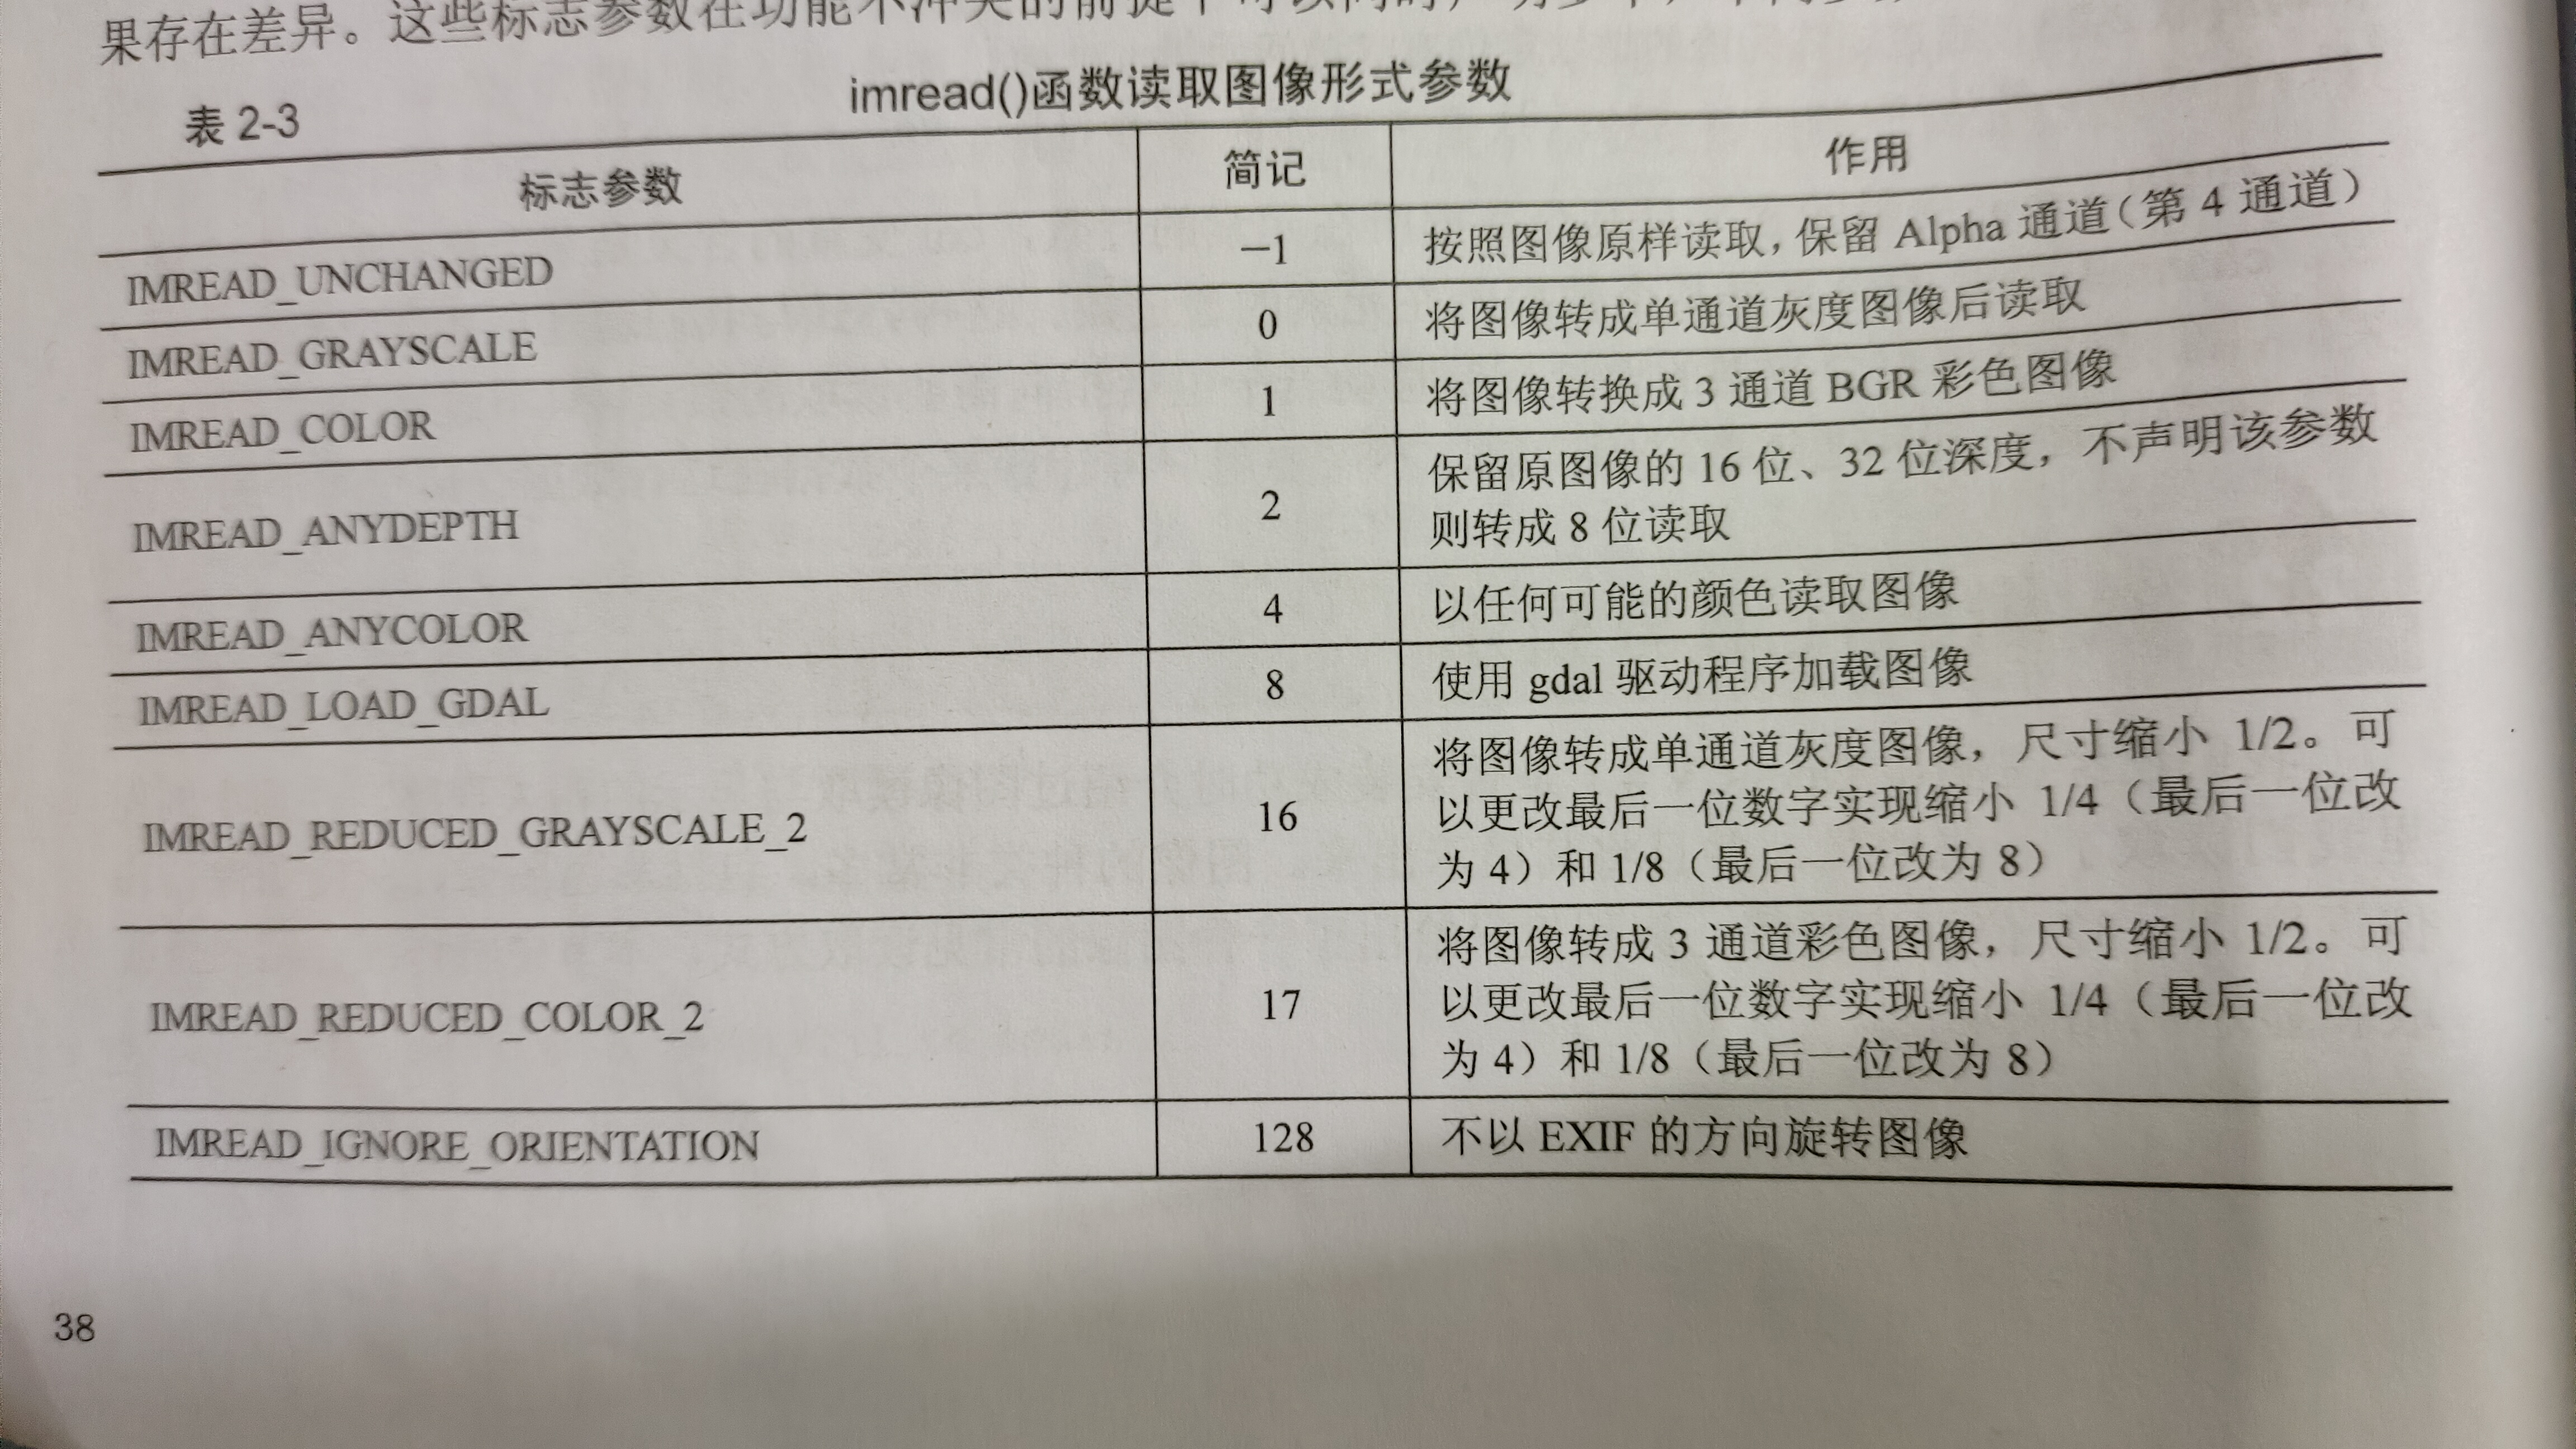 果存在差异。这些标志参数在功能不冲突的前提下可以同时
表 2-3
imread()函数读取图像形式参数
标志参数 简记 作用
IMREAD_UNCHANGED −1 按照图像原样读取，保留 Alpha 通道（第 4 通道）
IMREAD_GRAYSCALE 0 将图像转成单通道灰度图像后读取
IMREAD_COLOR 1 将图像转换成 3 通道 BGR 彩色图像
IMREAD_ANYDEPTH 2 保留原图像的 16 位、32 位深度，不声明该参数
则转成 8 位读取
IMREAD_ANYCOLOR 4 以任何可能的颜色读取图像
IMREAD_LOAD_GDAL 8 使用 gdal 驱动程序加载图像
将图像转成单通道灰度图像，尺寸缩小 1/2。可
IMREAD_REDUCED_GRAYSCALE_2 16 以更改最后一位数字实现缩小 1/4（最后一位改
为 4）和 1/8（最后一位改为 8）
将图像转成 3 通道彩色图像，尺寸缩小 1/2。可
IMREAD_REDUCED_COLOR_2 17 以更改最后一位数字实现缩小 1/4（最后一位改
为 4）和 1/8（最后一位改为 8）
IMREAD_IGNORE_ORIENTATION 128 不以 EXIF 的方向旋转图像
38